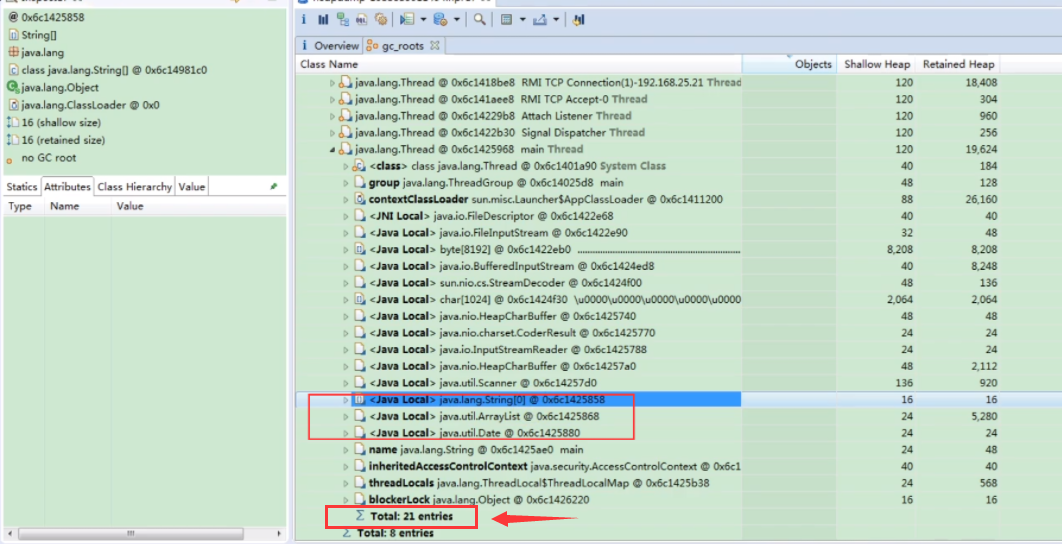 @ 0x6c1425858
String[]
java.lang
class java.lang.String[] @ 0x6c14981c0
java.lang.Object
java.lang.ClassLoader @ 0x0
16 (shallow size)
16 (retained size)
no GC root
Statics Attributes Class Hierarchy Value
Type Name Value
i Overview gc_roots
Class Name Objects Shallow Heap Retained Heap
java.lang.Thread @ 0x6c1418be8 RMI TCP Connection(1)-192.168.25.21 Thread 120 18,408
java.lang.Thread @ 0x6c141aee8 RMI TCP Accept-0 Thread 120 304
java.lang.Thread @ 0x6c14229b8 Attach Listener Thread 120 960
java.lang.Thread @ 0x6c1422b30 Signal Dispatcher Thread 120 256
java.lang.Thread @ 0x6c1425968 main Thread 120 19,624
<class> class java.lang.Thread @ 0x6c1401a90 System Class 40 184
group java.lang.ThreadGroup @ 0x6c14025d8 main 48 128
contextClassLoader sun.misc.Launcher$AppClassLoader @ 0x6c1411200 88 26,160
<JNI Local> java.io.FileDescriptor @ 0x6c1422e68 40 40
<Java Local> java.io.FileInputStream @ 0x6c1422e90 32 48
<Java Local> byte[8192] @ 0x6c1422eb0 ........................................................ 8,208 8,208
<Java Local> java.io.BufferedInputStream @ 0x6c1424ed8 40 8,248
<Java Local> sun.nio.cs.StreamDecoder @ 0x6c1424f00 48 136
<Java Local> char[1024] @ 0x6c1424f30 \u0000\u0000\u0000\u0000\u0000 2,064 2,064
<Java Local> java.nio.HeapCharBuffer @ 0x6c1425740 48 48
<Java Local> java.nio.charset.CoderResult @ 0x6c1425770 24 24
<Java Local> java.io.InputStreamReader @ 0x6c1425788 24 24
<Java Local> java.nio.HeapCharBuffer @ 0x6c14257a0 48 2,112
<Java Local> java.util.Scanner @ 0x6c14257d0 136 920
<Java Local> java.lang.String[0] @ 0x6c1425858 16 16
<Java Local> java.util.ArrayList @ 0x6c1425868 24 5,280
<Java Local> java.util.Date @ 0x6c1425880 24 24
name java.lang.String @ 0x6c1425ae0 main 24 48
inheritedAccessControlContext java.security.AccessControlContext @ 0x6c1 40 40
threadLocals java.lang.ThreadLocal$ThreadLocalMap @ 0x6c1425b38 24 568
blockerLock java.lang.Object @ 0x6c1426220 16 16
Σ Total: 21 entries
Σ Total: 8 entries